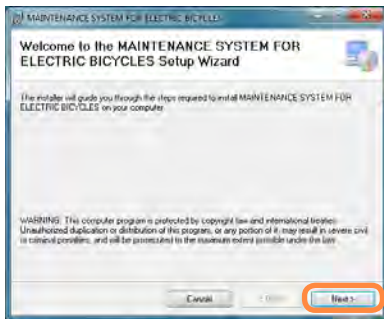 MAINTENANCE SYSTEM FOR ELECTRIC BICYCLES
Welcome to the MAINTENANCE SYSTEM FOR
ELECTRIC BICYCLES Setup Wizard
The installer will guide you through the steps required to install MAINTENANCE SYSTEM FOR
ELECTRIC BICYCLES on your computer.
WARNING: This computer program is protected by copyright law and international treaties.
Unauthorized duplication or distribution of this program, or any portion of it, may result in severe civil
or criminal penalties, and will be prosecuted to the maximum extent possible under the law.
Cancel Next >